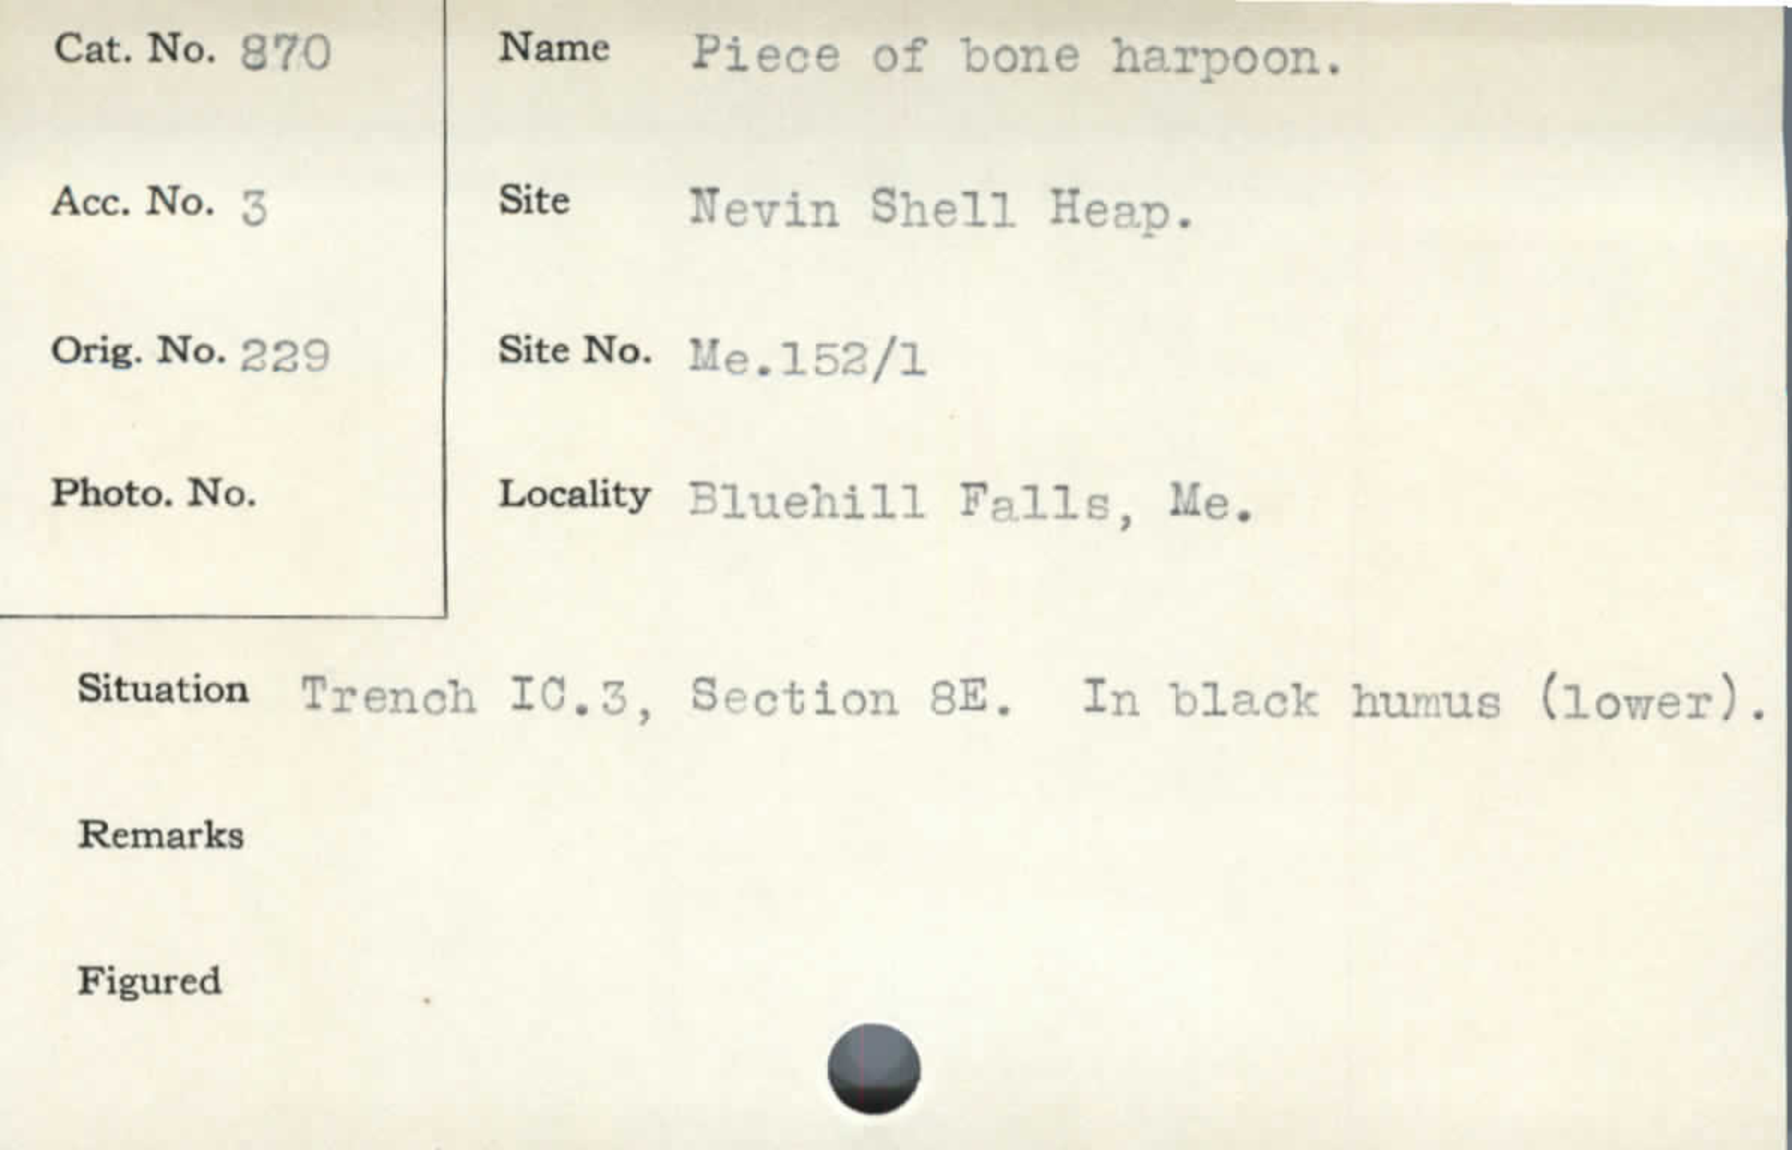 Cat. No. 870
Name Piece of bone harpoon.
Acc. No. 3
Site Nevin Shell Heap.
Orig. No. 229
Site No. Me.152/1
Photo. No.
Locality Bluehill Falls, Me.
Situation Trench IC.3, Section 8E. In black humus (lower).
Remarks
Figured